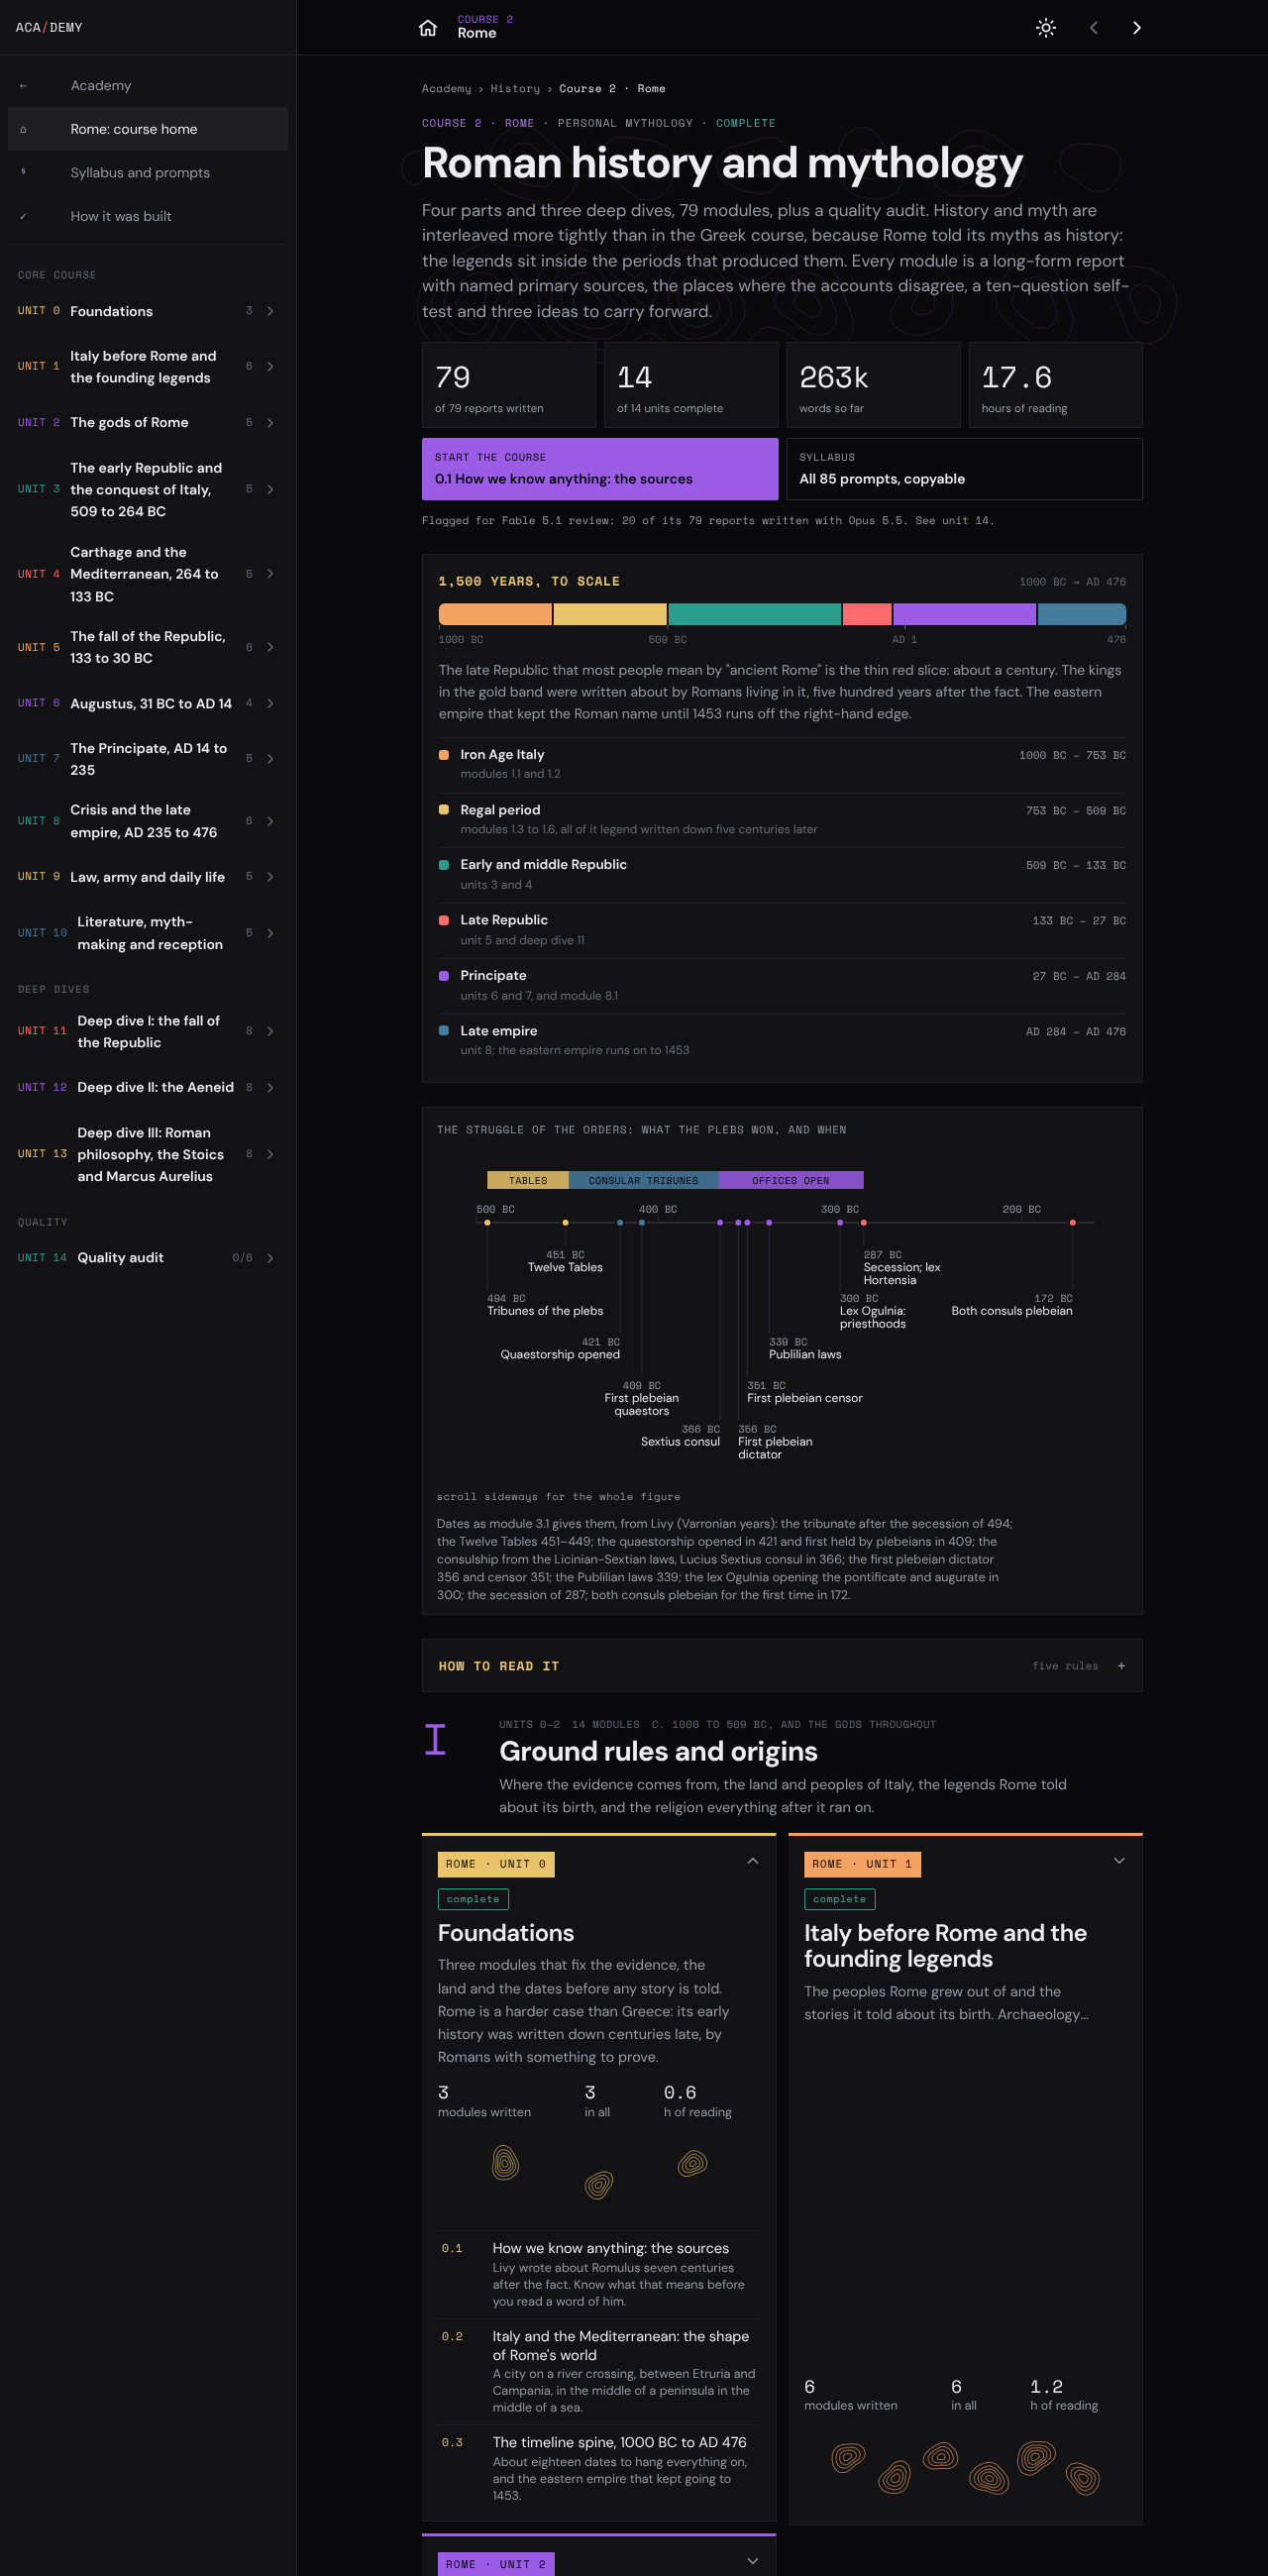 ACA/DEMY
← Academy
⌂ Rome: course home
§ Syllabus and prompts
✓ How it was built
CORE COURSE
UNIT 0 Foundations 3
UNIT 1 Italy before Rome and
the founding legends 6
UNIT 2 The gods of Rome 5
UNIT 3 The early Republic and
the conquest of Italy,
509 to 264 BC 5
UNIT 4 Carthage and the
Mediterranean, 264 to
133 BC 5
UNIT 5 The fall of the Republic,
133 to 30 BC 6
UNIT 6 Augustus, 31 BC to AD 14 4
UNIT 7 The Principate, AD 14 to
235 5
UNIT 8 Crisis and the late
empire, AD 235 to 476 6
UNIT 9 Law, army and daily life 5
UNIT 10 Literature, myth-
making and reception 5
DEEP DIVES
UNIT 11 Deep dive I: the fall of
the Republic 8
UNIT 12 Deep dive II: the Aeneid 8
UNIT 13 Deep dive III: Roman
philosophy, the Stoics
and Marcus Aurelius 8
QUALITY
UNIT 14 Quality audit 0/6
COURSE 2
Rome
Academy › History › Course 2 · Rome
COURSE 2 · ROME · PERSONAL MYTHOLOGY · COMPLETE
Roman history and mythology
Four parts and three deep dives, 79 modules, plus a quality audit. History and myth are
interleaved more tightly than in the Greek course, because Rome told its myths as history:
the legends sit inside the periods that produced them. Every module is a long-form report
with named primary sources, the places where the accounts disagree, a ten-question self-
test and three ideas to carry forward.
79
of 79 reports written
14
of 14 units complete
263k
words so far
17.6
hours of reading
START THE COURSE
0.1 How we know anything: the sources
SYLLABUS
All 85 prompts, copyable
Flagged for Fable 5.1 review: 20 of its 79 reports written with Opus 5.5. See unit 14.
1,500 YEARS, TO SCALE 1000 BC → AD 476
1000 BC 509 BC AD 1 476
The late Republic that most people mean by "ancient Rome" is the thin red slice: about a century. The kings
in the gold band were written about by Romans living in it, five hundred years after the fact. The eastern
empire that kept the Roman name until 1453 runs off the right-hand edge.
Iron Age Italy 1000 BC – 753 BC
modules 1.1 and 1.2
Regal period 753 BC – 509 BC
modules 1.3 to 1.6, all of it legend written down five centuries later
Early and middle Republic 509 BC – 133 BC
units 3 and 4
Late Republic 133 BC – 27 BC
unit 5 and deep dive 11
Principate 27 BC – AD 284
units 6 and 7, and module 8.1
Late empire AD 284 – AD 476
unit 8; the eastern empire runs on to 1453
THE STRUGGLE OF THE ORDERS: WHAT THE PLEBS WON, AND WHEN
TABLES CONSULAR TRIBUNES OFFICES OPEN
500 BC 400 BC 300 BC 200 BC
451 BC
Twelve Tables
287 BC
Secession; lex
Hortensia
494 BC
Tribunes of the plebs
300 BC
Lex Ogulnia:
priesthoods
172 BC
Both consuls plebeian
421 BC
Quaestorship opened
339 BC
Publilian laws
409 BC
First plebeian
quaestors
351 BC
First plebeian censor
366 BC
Sextius consul
356 BC
First plebeian
dictator
scroll sideways for the whole figure
Dates as module 3.1 gives them, from Livy (Varronian years): the tribunate after the secession of 494;
the Twelve Tables 451–449; the quaestorship opened in 421 and first held by plebeians in 409; the
consulship from the Licinian-Sextian laws, Lucius Sextius consul in 366; the first plebeian dictator
356 and censor 351; the Publilian laws 339; the lex Ogulnia opening the pontificate and augurate in
300; the secession of 287; both consuls plebeian for the first time in 172.
HOW TO READ IT five rules +
I
UNITS 0–2 14 MODULES C. 1000 TO 509 BC, AND THE GODS THROUGHOUT
Ground rules and origins
Where the evidence comes from, the land and peoples of Italy, the legends Rome told
about its birth, and the religion everything after it ran on.
ROME · UNIT 0
complete
Foundations
Three modules that fix the evidence, the
land and the dates before any story is told.
Rome is a harder case than Greece: its early
history was written down centuries late, by
Romans with something to prove.
3 3 0.6
modules written in all h of reading
0.1 How we know anything: the sources
Livy wrote about Romulus seven centuries
after the fact. Know what that means before
you read a word of him.
0.2 Italy and the Mediterranean: the shape
of Rome's world
A city on a river crossing, between Etruria and
Campania, in the middle of a peninsula in the
middle of a sea.
0.3 The timeline spine, 1000 BC to AD 476
About eighteen dates to hang everything on,
and the eastern empire that kept going to
1453.
ROME · UNIT 1
complete
Italy before Rome and the
founding legends
The peoples Rome grew out of and the
stories it told about its birth. Archaeology…
6 6 1.2
modules written in all h of reading
ROME · UNIT 2